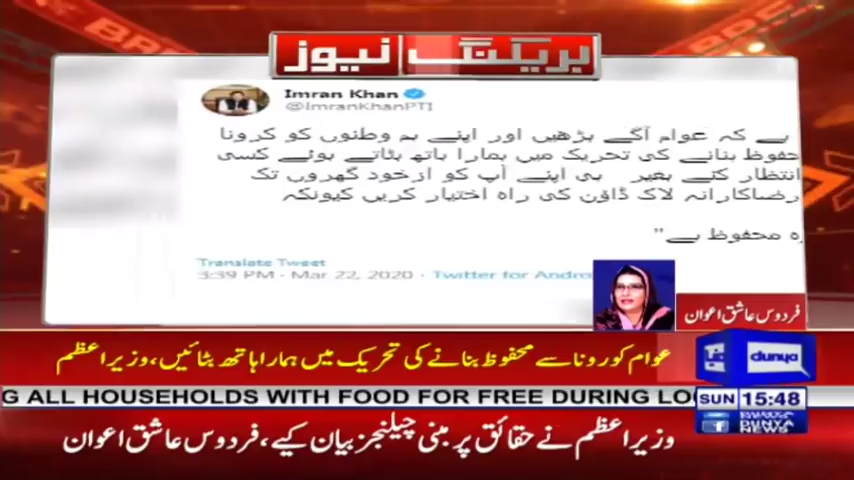 بریکنگ نیوز
Imran Khan
@ImranKhanPTI
ہے کہ عوام آگے بڑھیں اور اپنے ہم وطنوں کو کرونا
بنانے کی تحریک میں ہمارا ہاتھ بٹاتے ہوئے کسی
انتظار کئے بغیر ہی اپنے آپ کو ازخود گھروں تک
رضاکارانہ لاک ڈاؤن کی راہ اختیار کریں کیونکہ
محفوظ ہے"
Translate Tweet
3:39 PM · Mar 22, 2020 · Twitter for
فردوس عاشق اعوان
عوام کورونا سے محفوظ بنانے کی تحریک میں ہمارا ہاتھ بٹائیں، وزیراعظم
dunya
ALL HOUSEHOLDS WITH FOOD FOR FREE DURING
SUN 15:48
DUNYA NEWS
وزیراعظم نے حقائق پر مبنی چیلنجز بیان کیے، فردوس عاشق اعوان